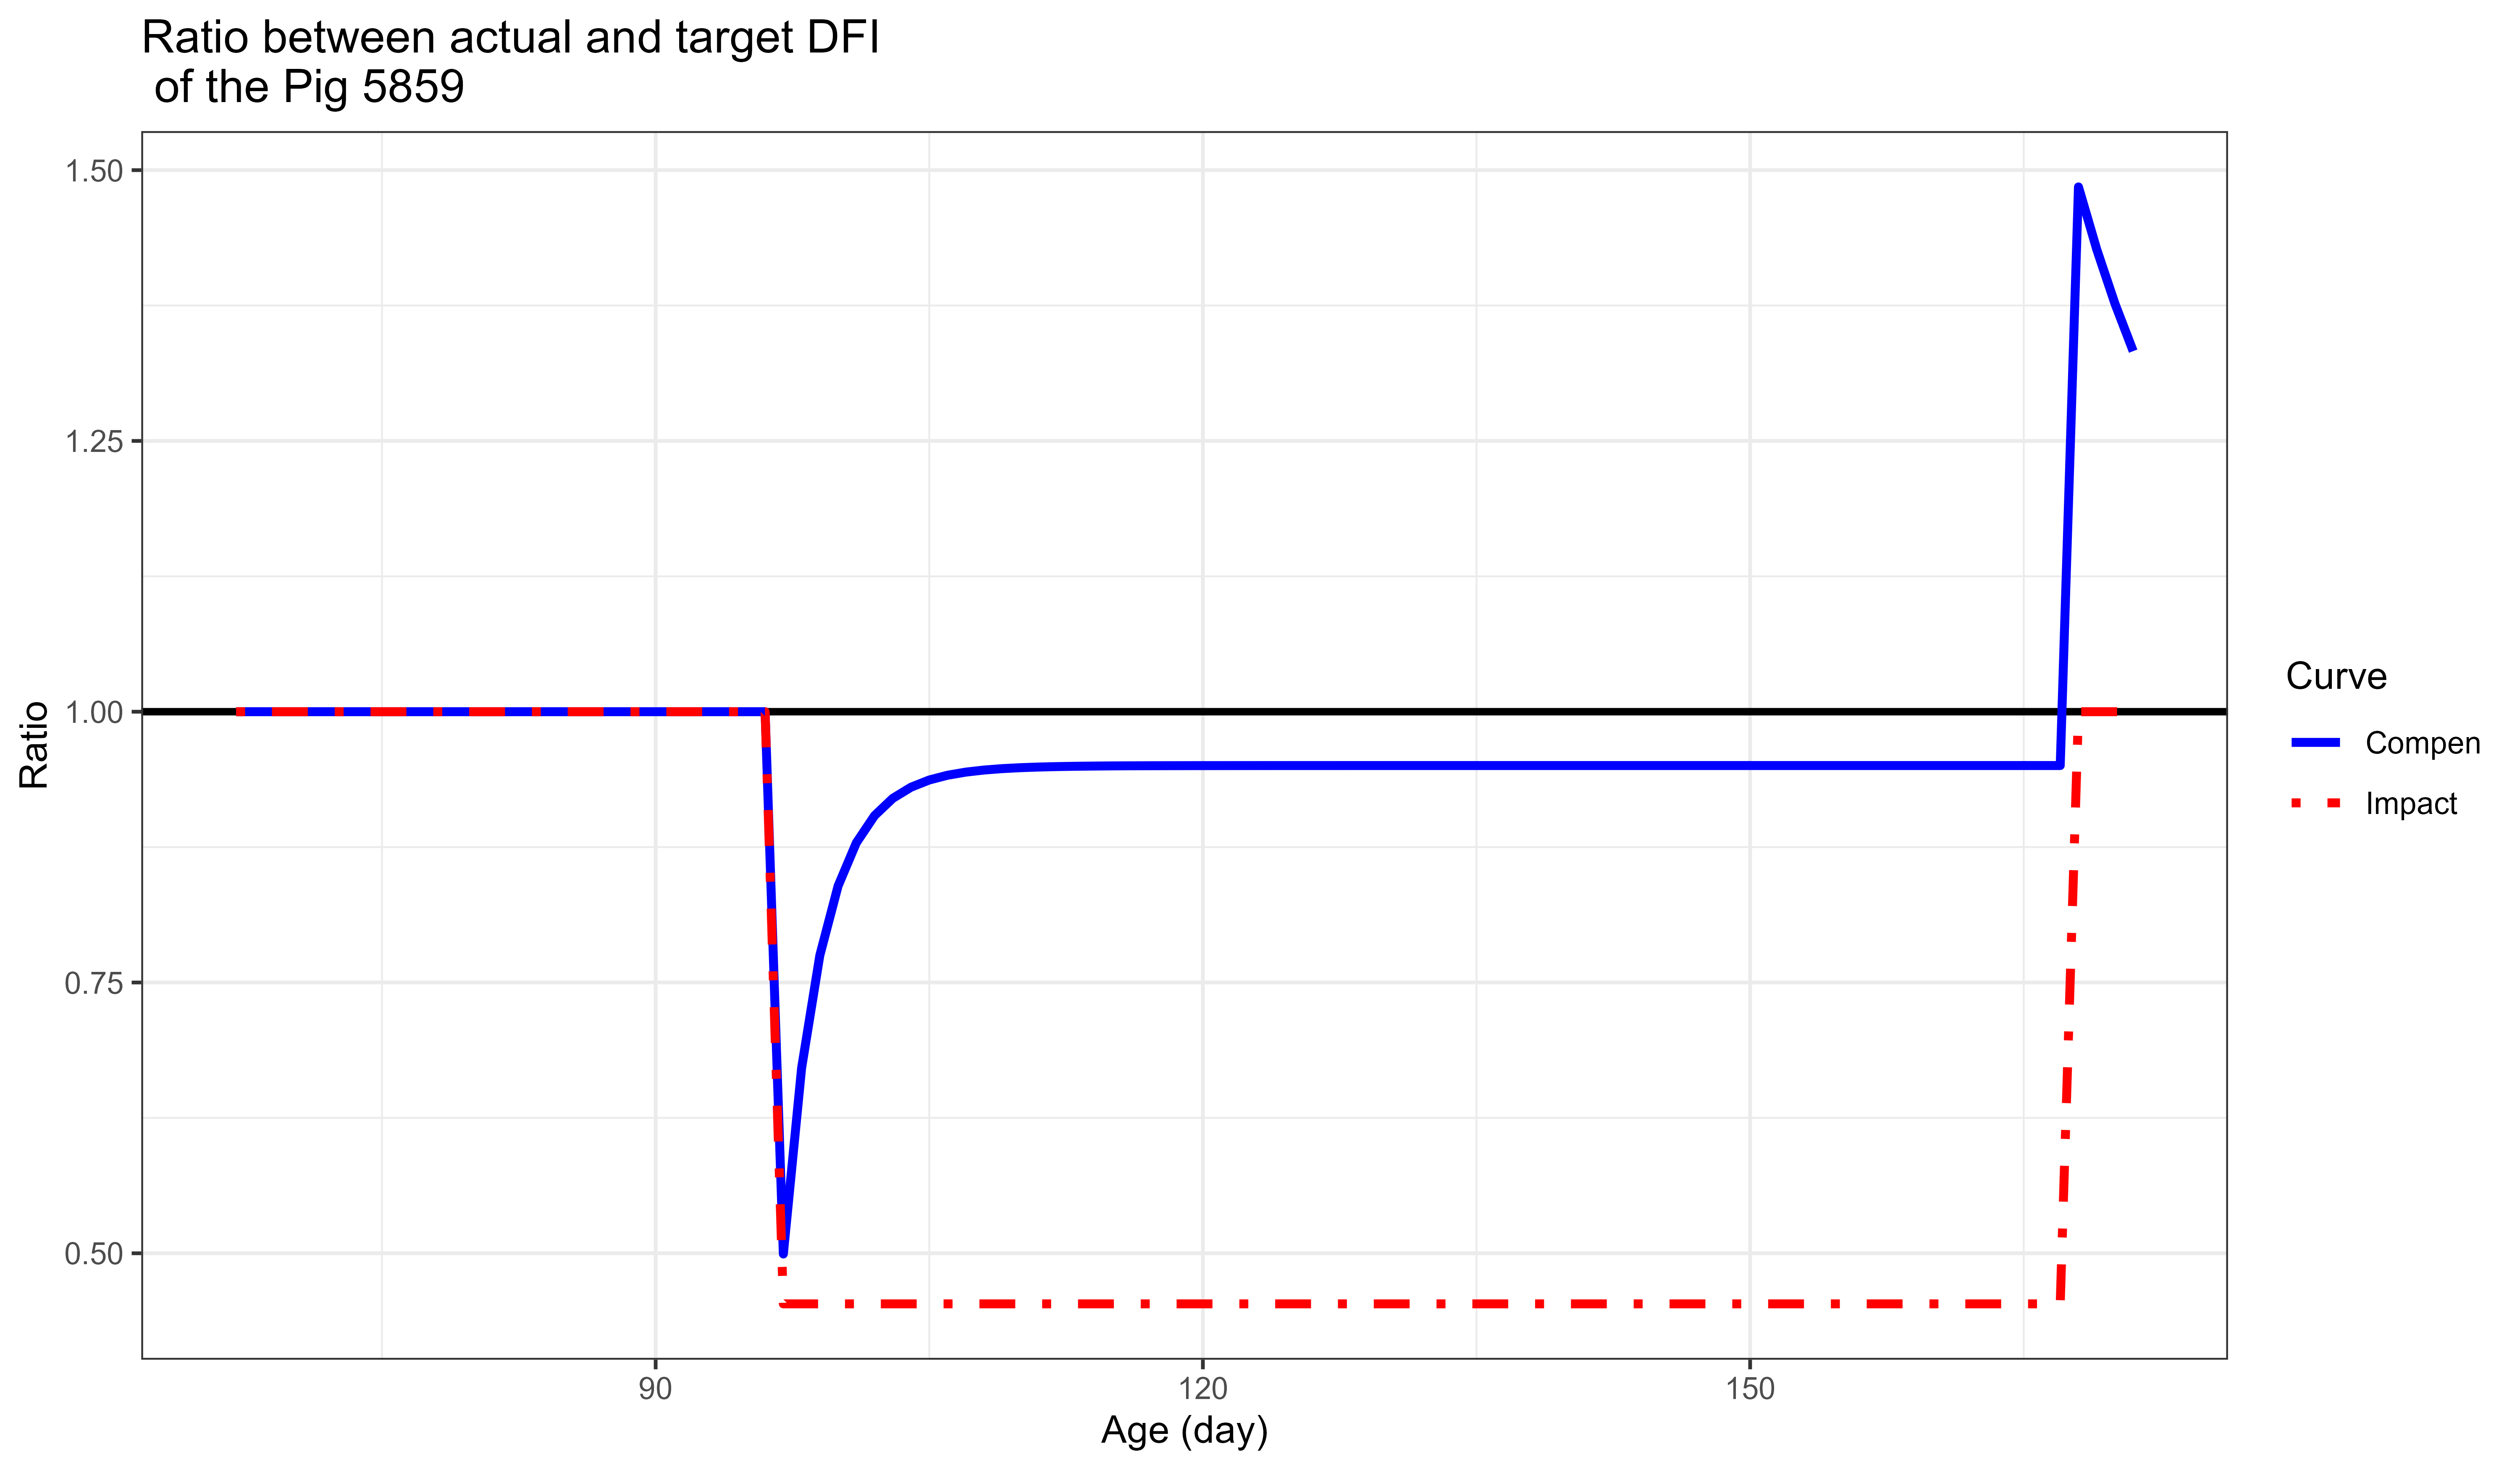 Ratio between actual and target DFI
of the Pig 5859
1.50
1.25
1.00
0.75
0.50
Ratio
90
120
150
Age (day)
Curve
Compen
Impact